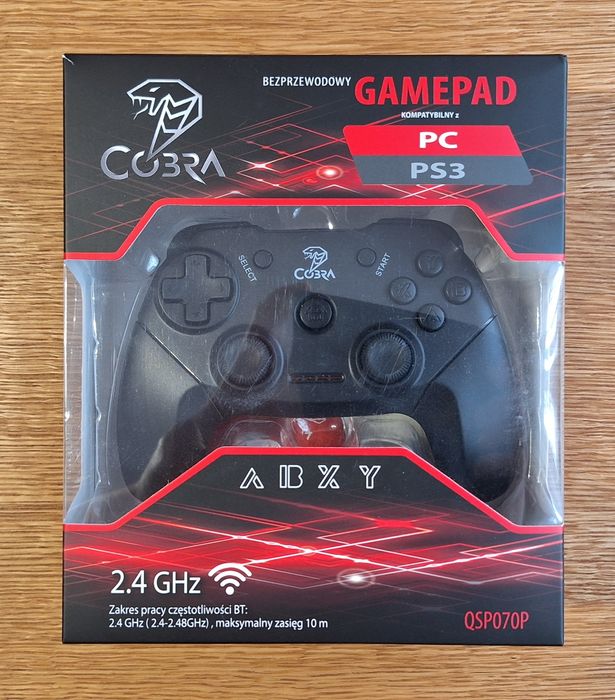 COBRA
BEZPRZEWODOWY GAMEPAD
KOMPATYBILNY z
PC
PS3
SELECT
COBRA
START
Y
X
B
A
A B X Y
2.4 GHz
Zakres pracy częstotliwości BT:
2.4 GHz ( 2.4-2.48GHz) , maksymalny zasięg 10 m
QSP070P